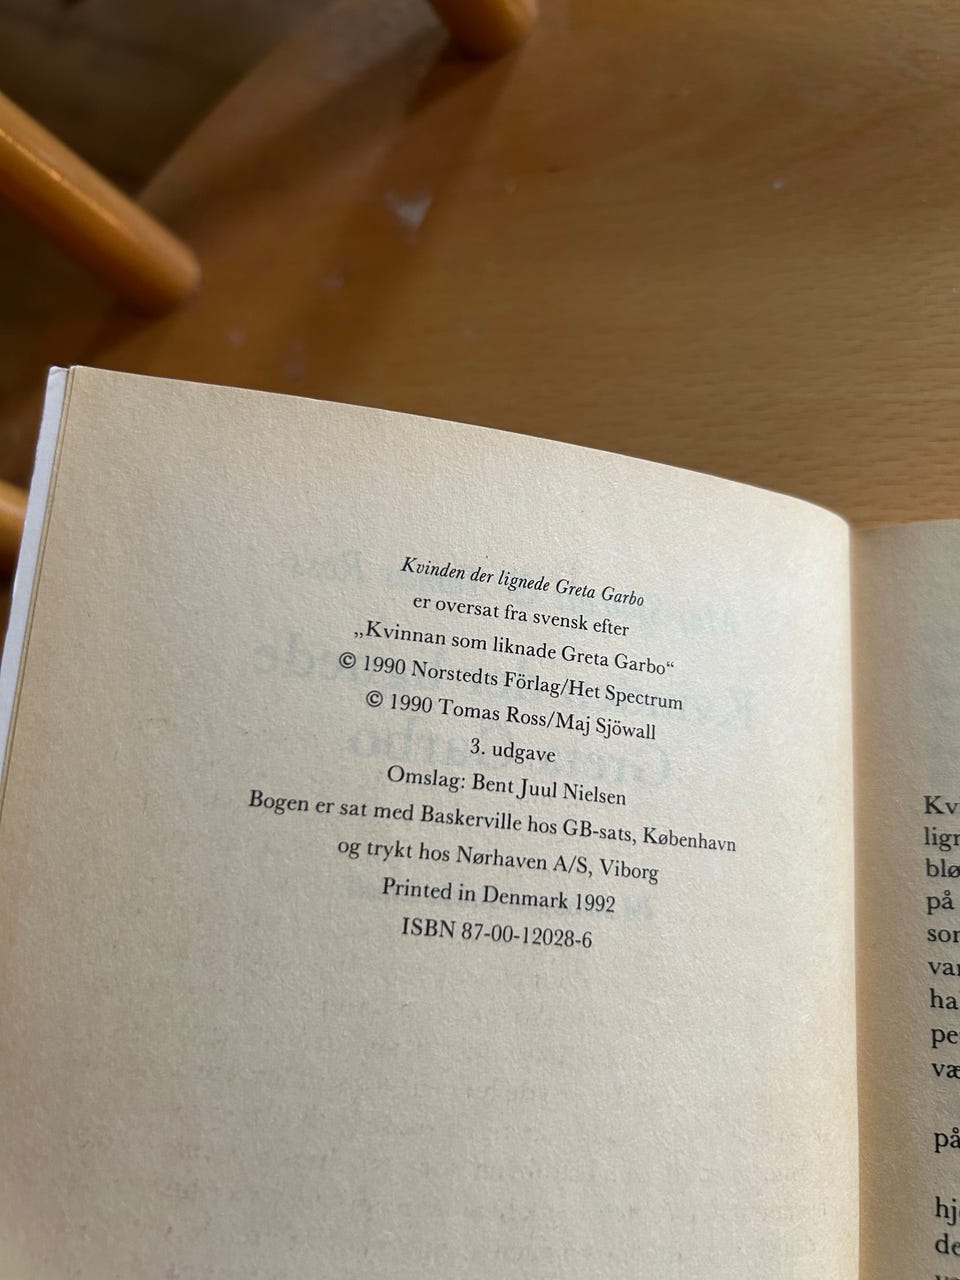 Kvinden der lignede Greta Garbo
er oversat fra svensk efter
„Kvinnan som liknade Greta Garbo“
© 1990 Norstedts Förlag/Het Spectrum
© 1990 Tomas Ross/Maj Sjöwall
3. udgave
Omslag: Bent Juul Nielsen
Bogen er sat med Baskerville hos GB-sats, København
og trykt hos Nørhaven A/S, Viborg
Printed in Denmark 1992
ISBN 87-00-12028-6
på
på